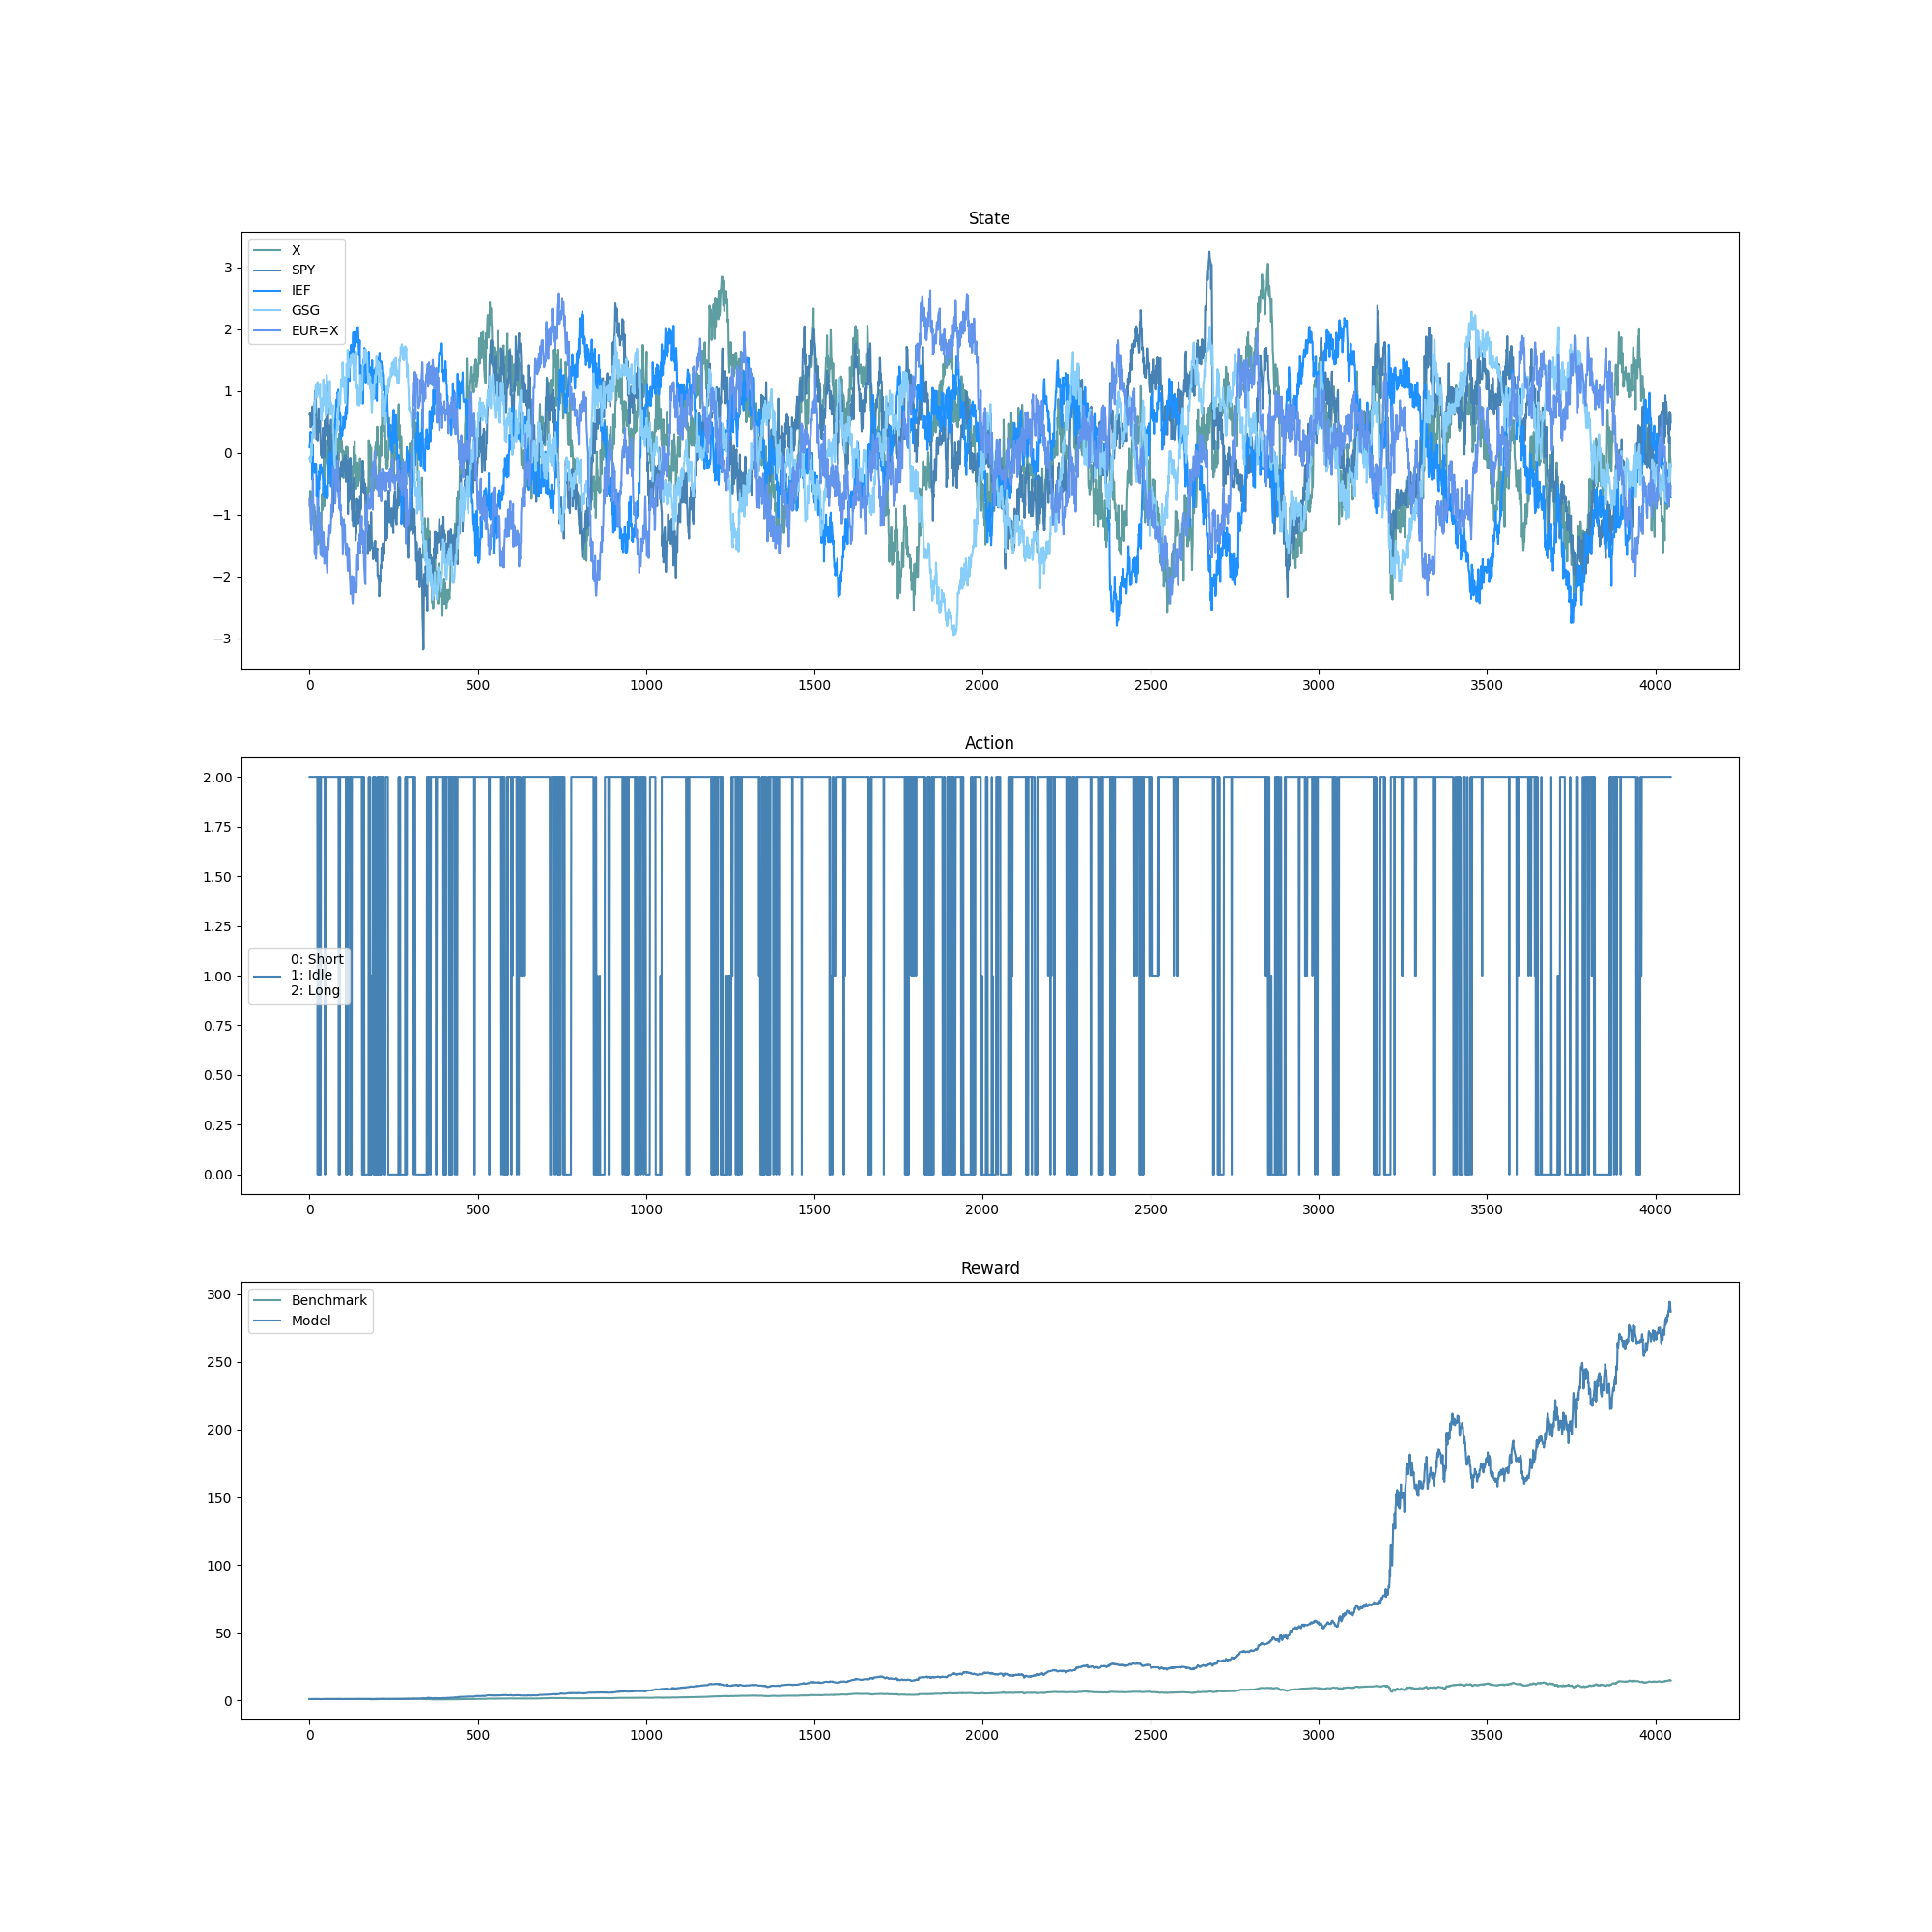 State
X
SPY
IEF
GSG
EUR=X
3
2
1
0
−1
−2
−3
0 500 1000 1500 2000 2500 3000 3500 4000
Action
2.00
1.75
1.50
1.25
1.00
0.75
0.50
0.25
0.00
0: Short
1: Idle
2: Long
0 500 1000 1500 2000 2500 3000 3500 4000
Reward
Benchmark
Model
300
250
200
150
100
50
0
0 500 1000 1500 2000 2500 3000 3500 4000